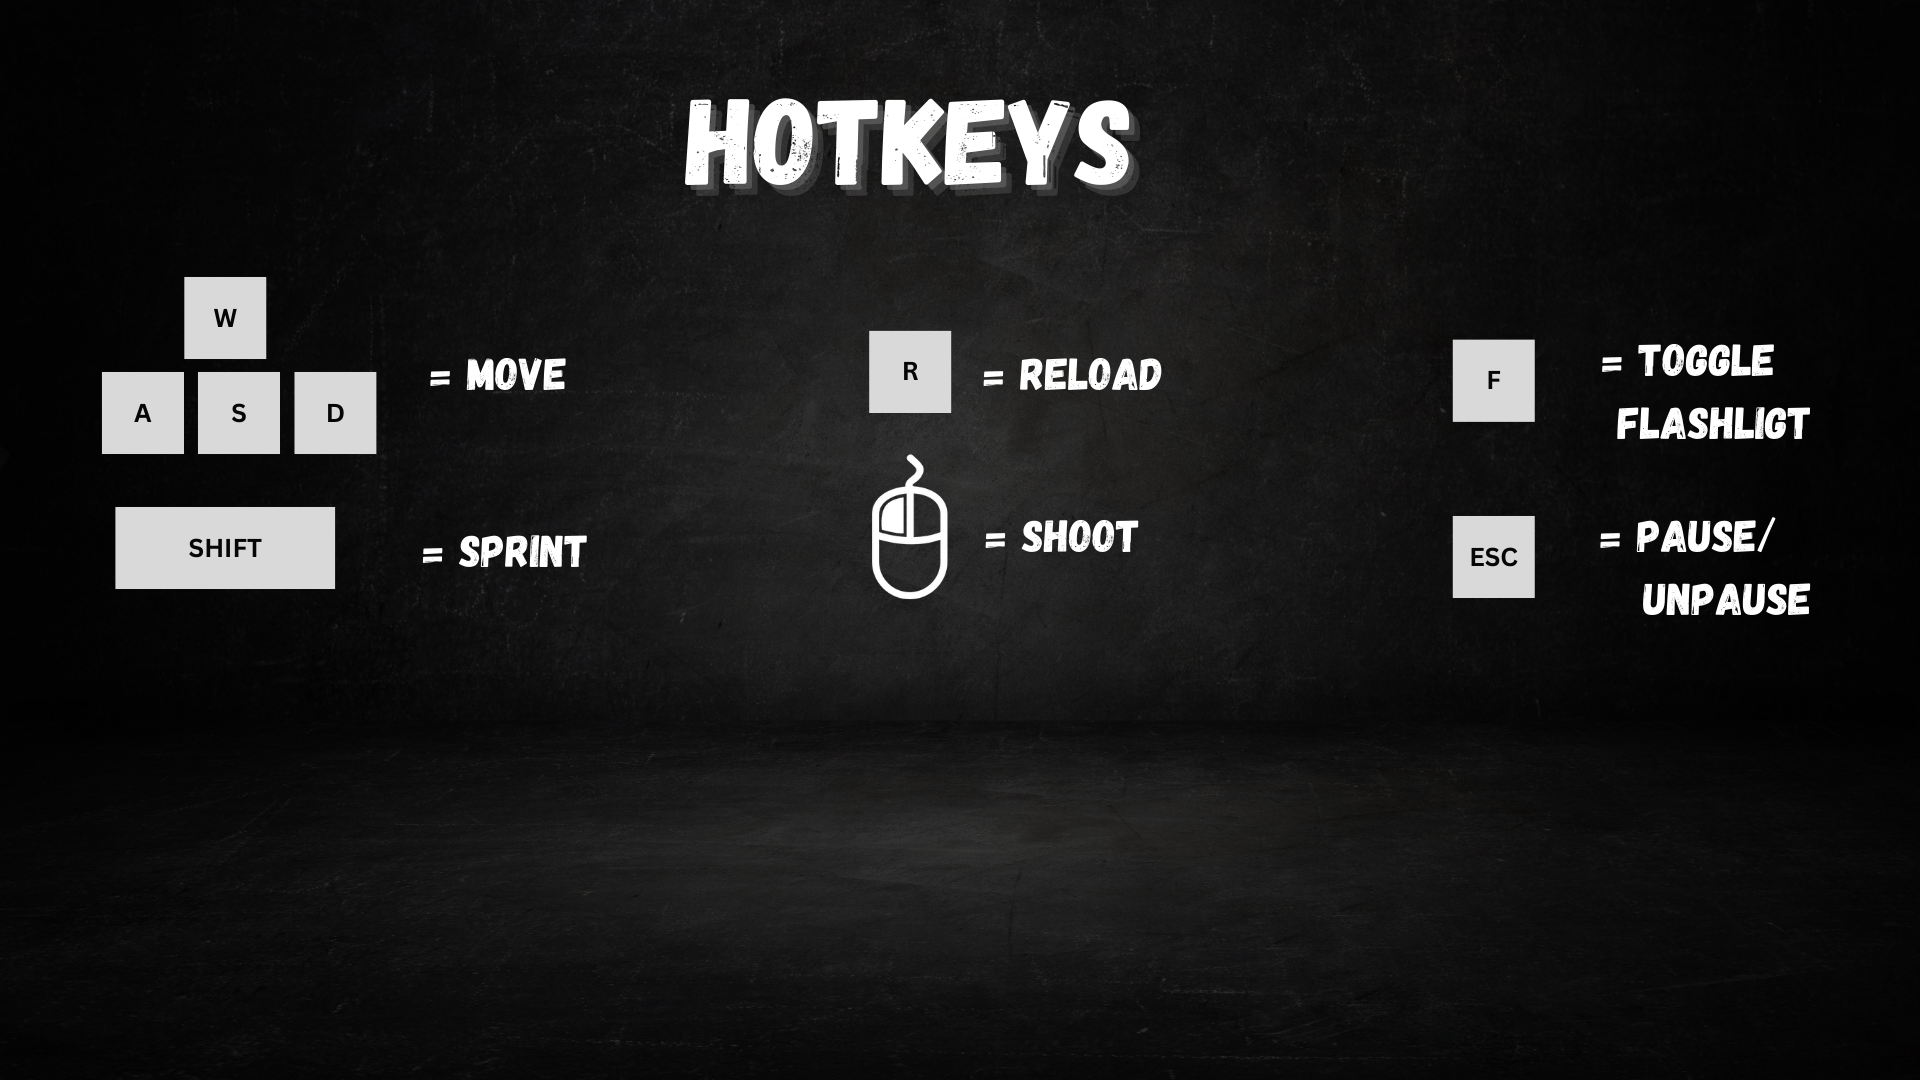 HOTKEYS
W
A S D
= MOVE
SHIFT
= SPRINT
R
= RELOAD
= SHOOT
F
= TOGGLE
FLASHLIGT
ESC
= PAUSE/
UNPAUSE